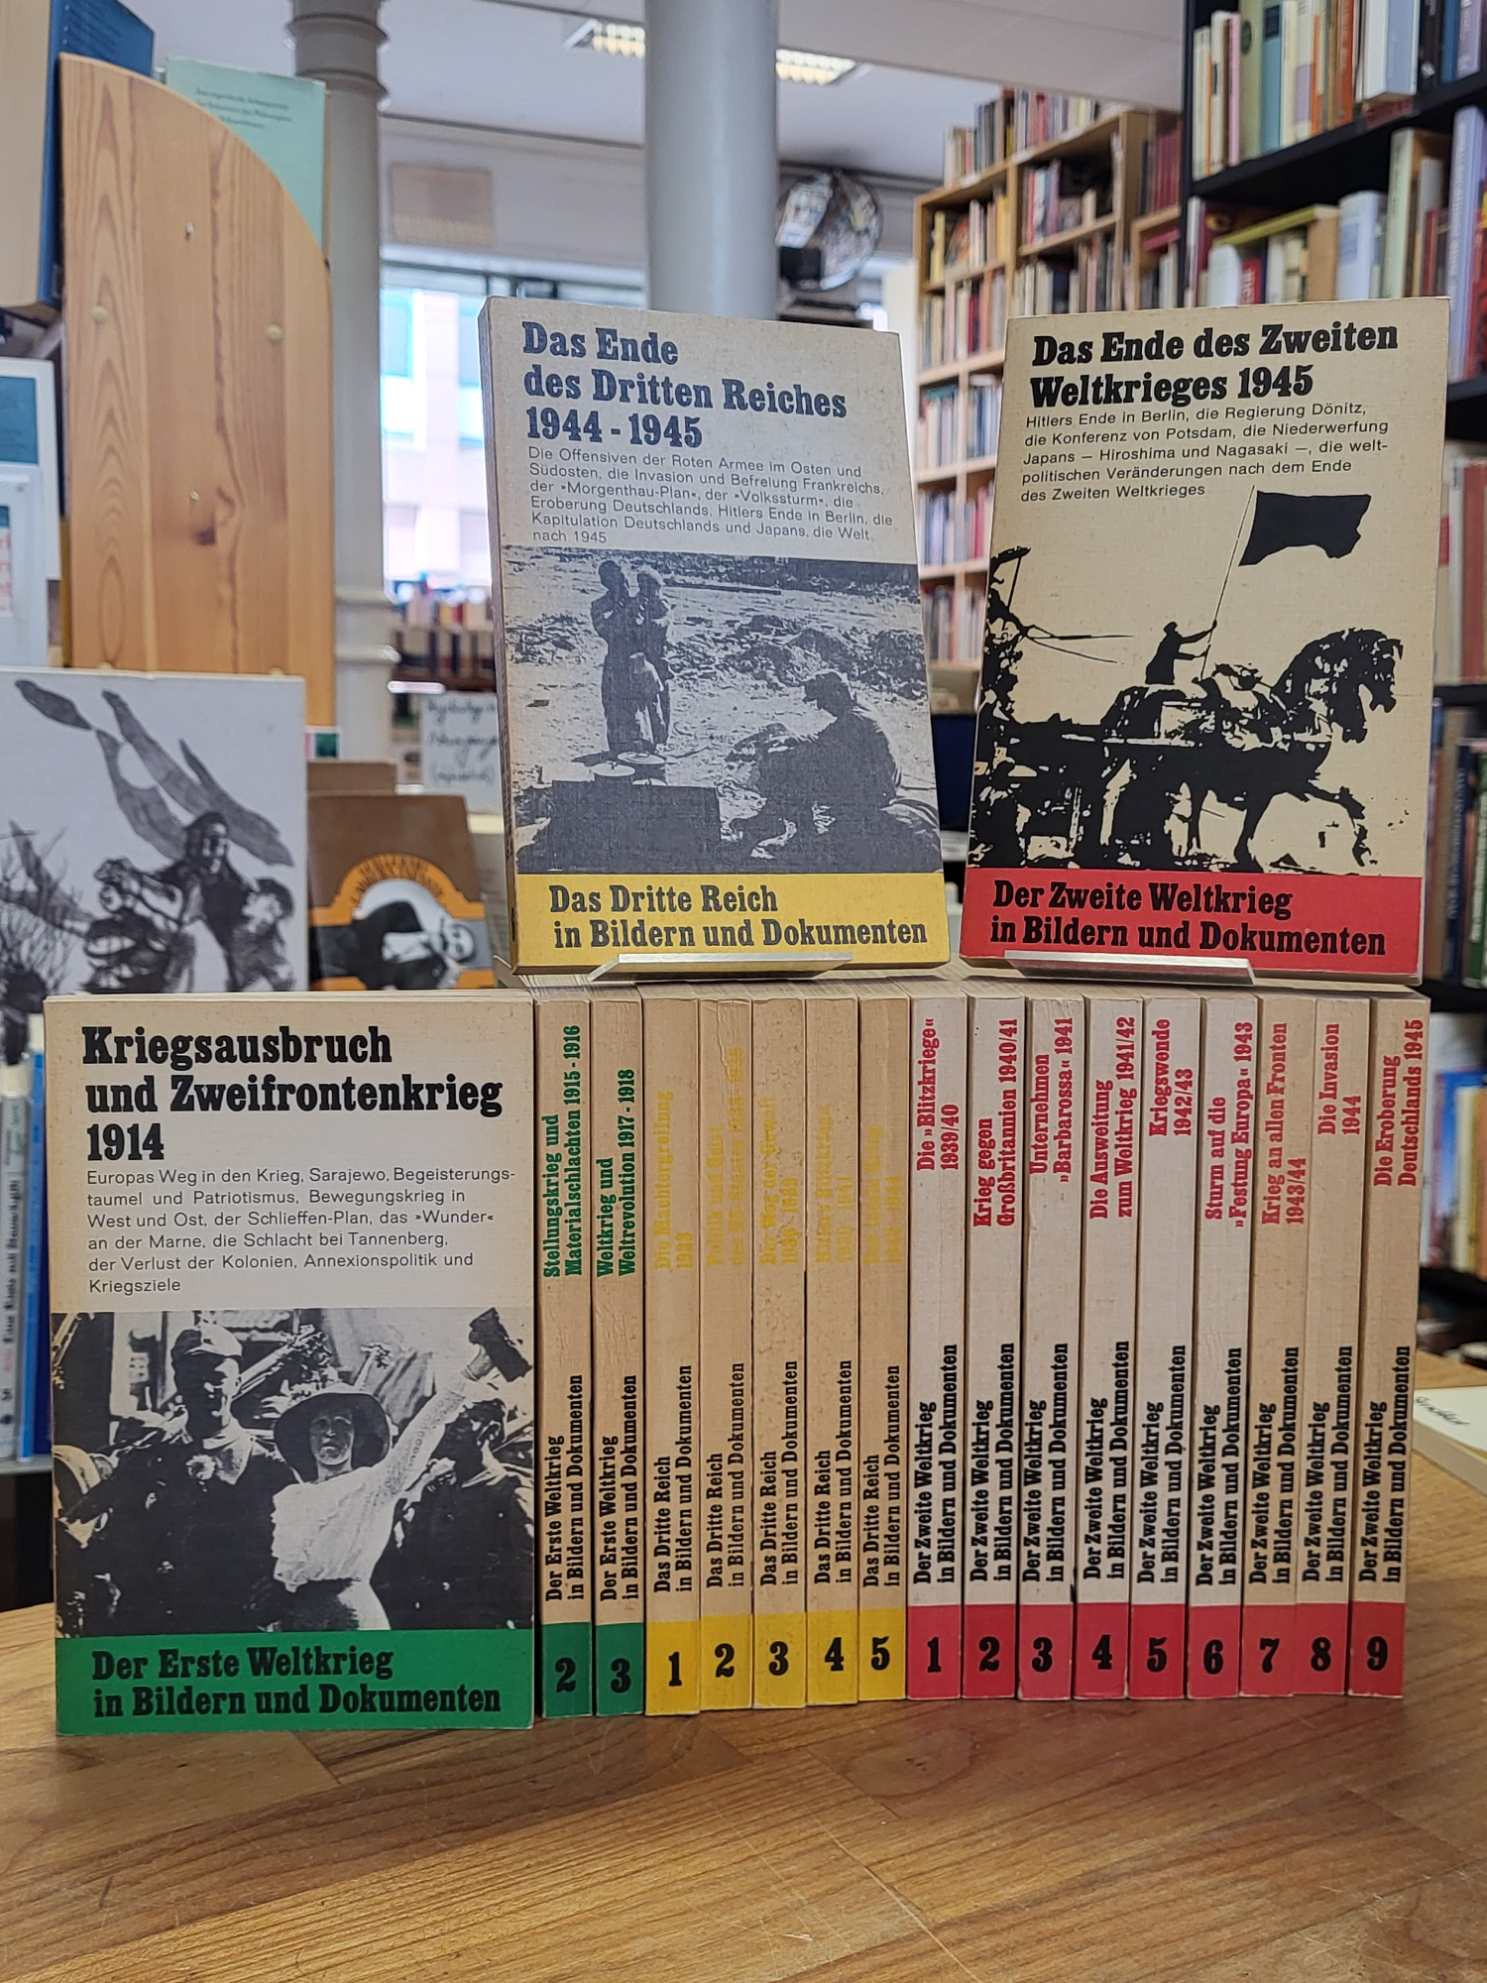 Das Ende
des Dritten Reiches
1944 - 1945
Die Offensiven der Roten Armee im Osten und
Südosten, die Invasion und Befreiung Frankreichs,
der »Morgenthau-Plan«, der »Volkssturm«, die
Eroberung Deutschlands, Hitlers Ende in Berlin, die
Kapitulation Deutschlands und Japans, die Welt
nach 1945
Das Dritte Reich
in Bildern und Dokumenten
Das Ende des Zweiten
Weltkrieges 1945
Hitlers Ende in Berlin, die Regierung Dönitz,
die Konferenz von Potsdam, die Niederwerfung
Japans — Hiroshima und Nagasaki —, die welt-
politischen Veränderungen nach dem Ende
des Zweiten Weltkrieges
Der Zweite Weltkrieg
in Bildern und Dokumenten
Kriegsausbruch
und Zweifrontenkrieg
1914
Europas Weg in den Krieg, Sarajewo, Begeisterungs-
taumel und Patriotismus, Bewegungskrieg in
West und Ost, der Schlieffen-Plan, das »Wunder«
an der Marne, die Schlacht bei Tannenberg,
der Verlust der Kolonien, Annexionspolitik und
Kriegsziele
Der Erste Weltkrieg
in Bildern und Dokumenten
Stellungskrieg und
Materialschlachten 1915 - 1916
Der Erste Weltkrieg
in Bildern und Dokumenten
2
Weltkrieg und
Weltrevolution 1917 - 1918
Der Erste Weltkrieg
in Bildern und Dokumenten
3
Die Machtergreifung
1933
Das Dritte Reich
in Bildern und Dokumenten
1
Das Dritte Reich
in Bildern und Dokumenten
2
Das Dritte Reich
in Bildern und Dokumenten
3
Das Dritte Reich
in Bildern und Dokumenten
4
Das Dritte Reich
in Bildern und Dokumenten
5
Die »Blitzkriege«
1939/40
Der Zweite Weltkrieg
in Bildern und Dokumenten
1
Krieg gegen
Großbritannien 1940/41
Der Zweite Weltkrieg
in Bildern und Dokumenten
2
Unternehmen
»Barbarossa« 1941
Der Zweite Weltkrieg
in Bildern und Dokumenten
3
Die Ausweitung
zum Weltkrieg 1941/42
Der Zweite Weltkrieg
in Bildern und Dokumenten
4
Kriegswende
1942/43
Der Zweite Weltkrieg
in Bildern und Dokumenten
5
Sturm auf die
»Festung Europa« 1943
Der Zweite Weltkrieg
in Bildern und Dokumenten
6
Krieg an allen Fronten
1943/44
Der Zweite Weltkrieg
in Bildern und Dokumenten
7
Die Invasion
1944
Der Zweite Weltkrieg
in Bildern und Dokumenten
8
Die Eroberung
Deutschlands 1945
Der Zweite Weltkrieg
in Bildern und Dokumenten
9